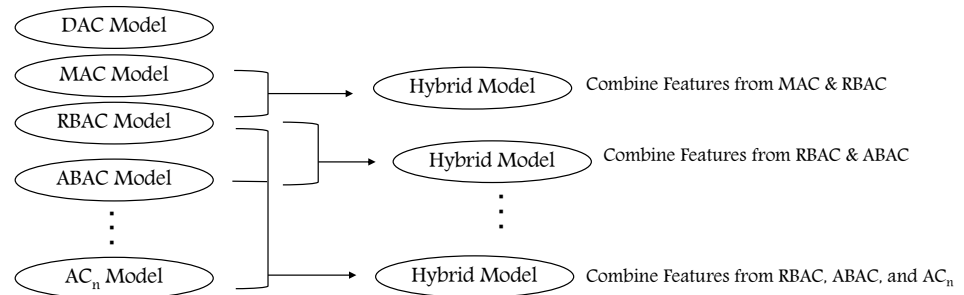 DAC Model
MAC Model
Hybrid Model Combine Features from MAC & RBAC
RBAC Model
Hybrid Model Combine Features from RBAC & ABAC
ABAC Model
ACn Model
Hybrid Model Combine Features from RBAC, ABAC, and ACn